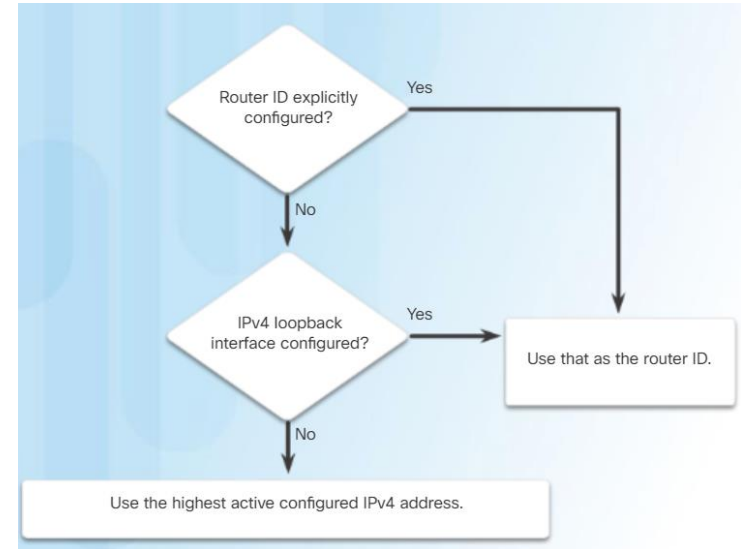 Router ID explicitly
configured?
Yes
No
IPv4 loopback
interface configured?
Yes
Use that as the router ID.
No
Use the highest active configured IPv4 address.